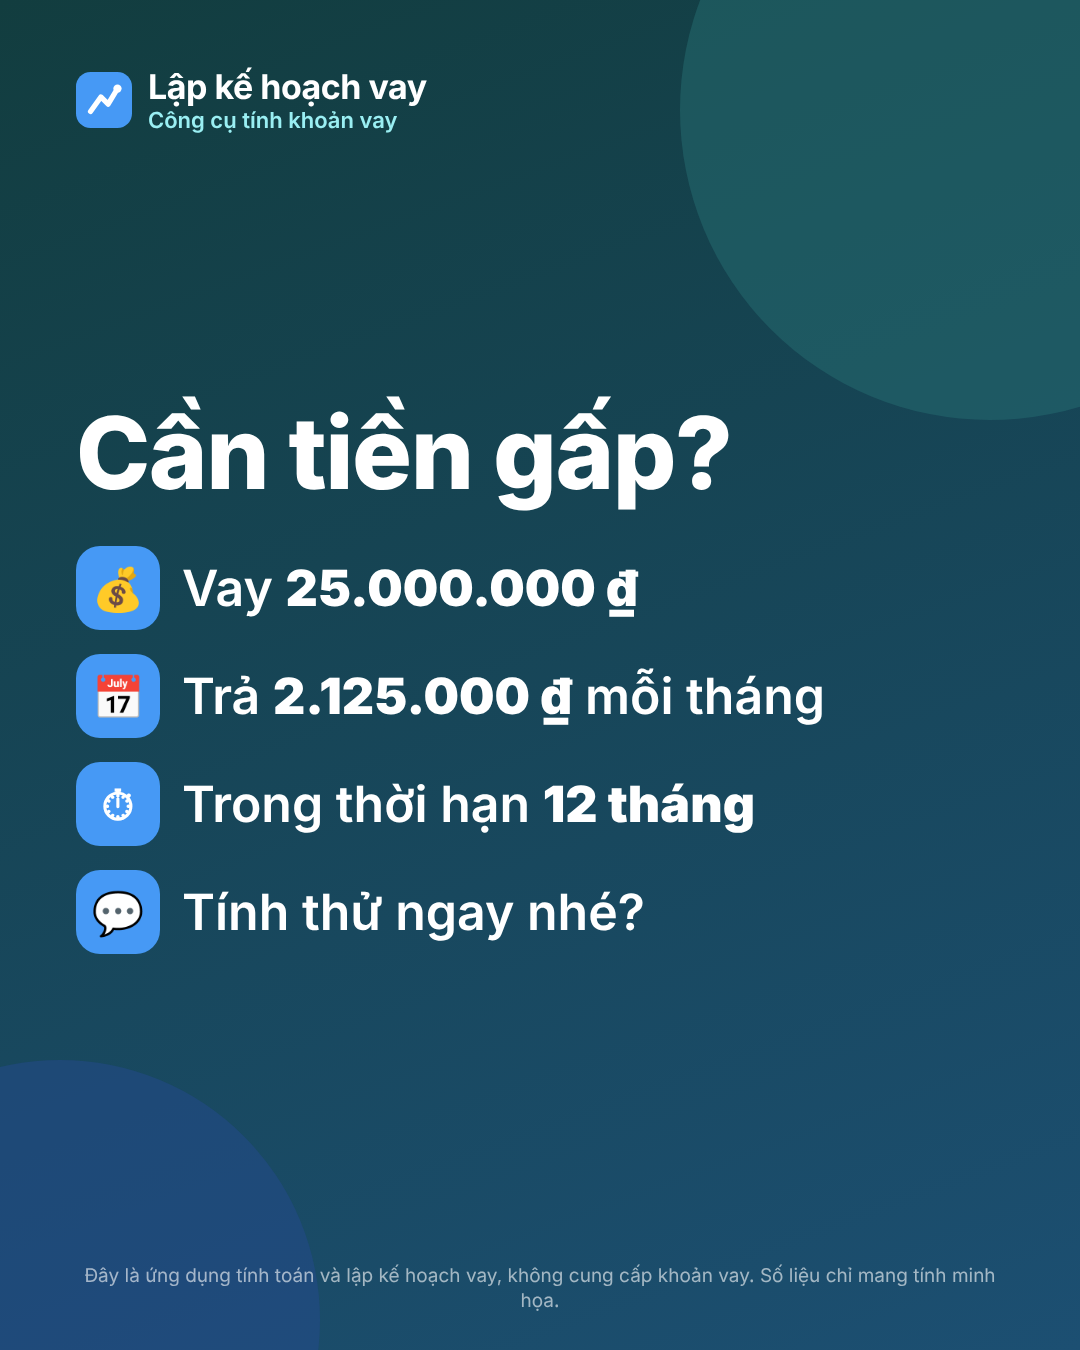 Lập kế hoạch vay
Công cụ tính khoản vay
Cần tiền gấp?
Vay 25.000.000 ₫
July
17
Trả 2.125.000 ₫ mỗi tháng
Trong thời hạn 12 tháng
Tính thử ngay nhé?
Đây là ứng dụng tính toán và lập kế hoạch vay, không cung cấp khoản vay. Số liệu chỉ mang tính minh
họa.